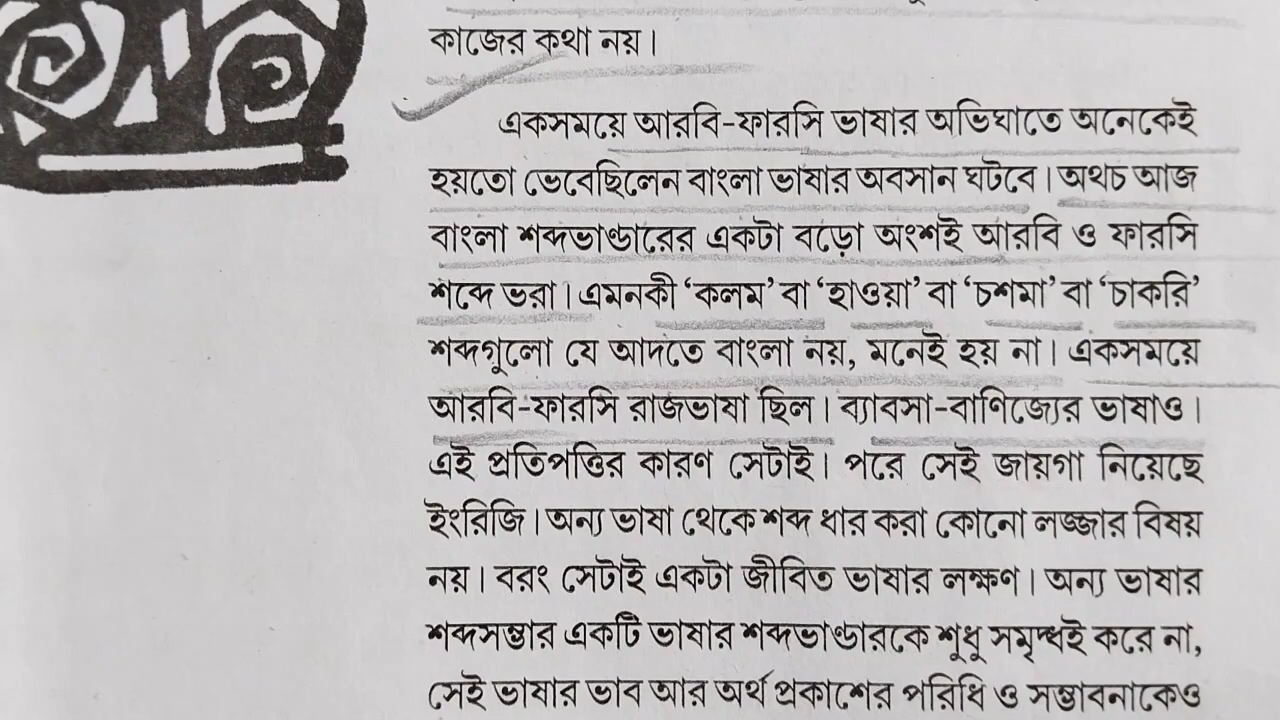 কাজের কথা নয়।
একসময়ে আরবি-ফারসি ভাষার অভিঘাতে অনেকেই
হয়তো ভেবেছিলেন বাংলা ভাষার অবসান ঘটবে। অথচ আজ
বাংলা শব্দভাণ্ডারের একটা বড়ো অংশই আরবি ও ফারসি
শব্দে ভরা। এমনকী ‘কলম’ বা ‘হাওয়া’ বা ‘চশমা’ বা ‘চাকরি’
শব্দগুলো যে আদতে বাংলা নয়, মনেই হয় না। একসময়ে
আরবি-ফারসি রাজভাষা ছিল। ব্যাবসা-বাণিজ্যের ভাষাও।
এই প্রতিপত্তির কারণ সেটাই। পরে সেই জায়গা নিয়েছে
ইংরিজি। অন্য ভাষা থেকে শব্দ ধার করা কোনো লজ্জার বিষয়
নয়। বরং সেটাই একটা জীবিত ভাষার লক্ষণ। অন্য ভাষার
শব্দসম্ভার একটি ভাষার শব্দভাণ্ডারকে শুধু সমৃদ্ধই করে না,
সেই ভাষার ভাব আর অর্থ প্রকাশের পরিধি ও সম্ভাবনাকেও